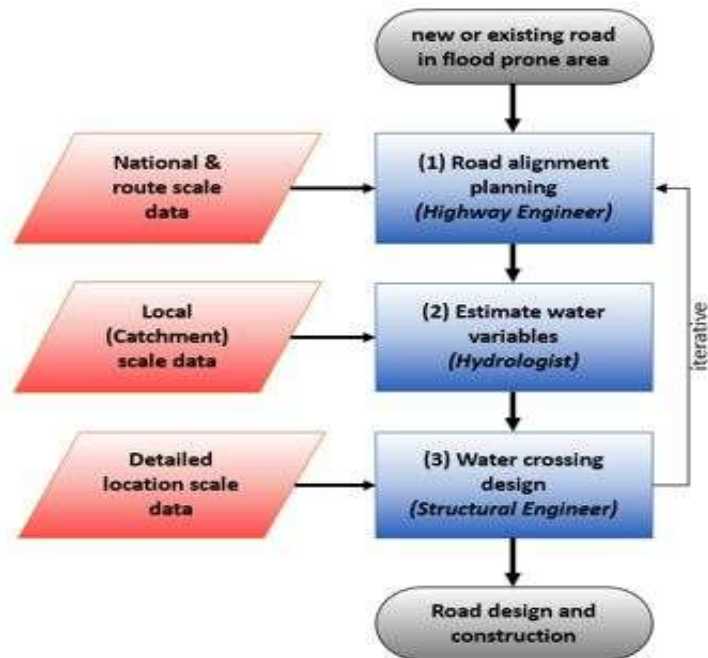 new or existing road
in flood prone area
National &
route scale
data
(1) Road alignment
planning
(Highway Engineer)
Local
(Catchment)
scale data
(2) Estimate water
variables
(Hydrologist)
iterative
Detailed
location scale
data
(3) Water crossing
design
(Structural Engineer)
Road design and
construction